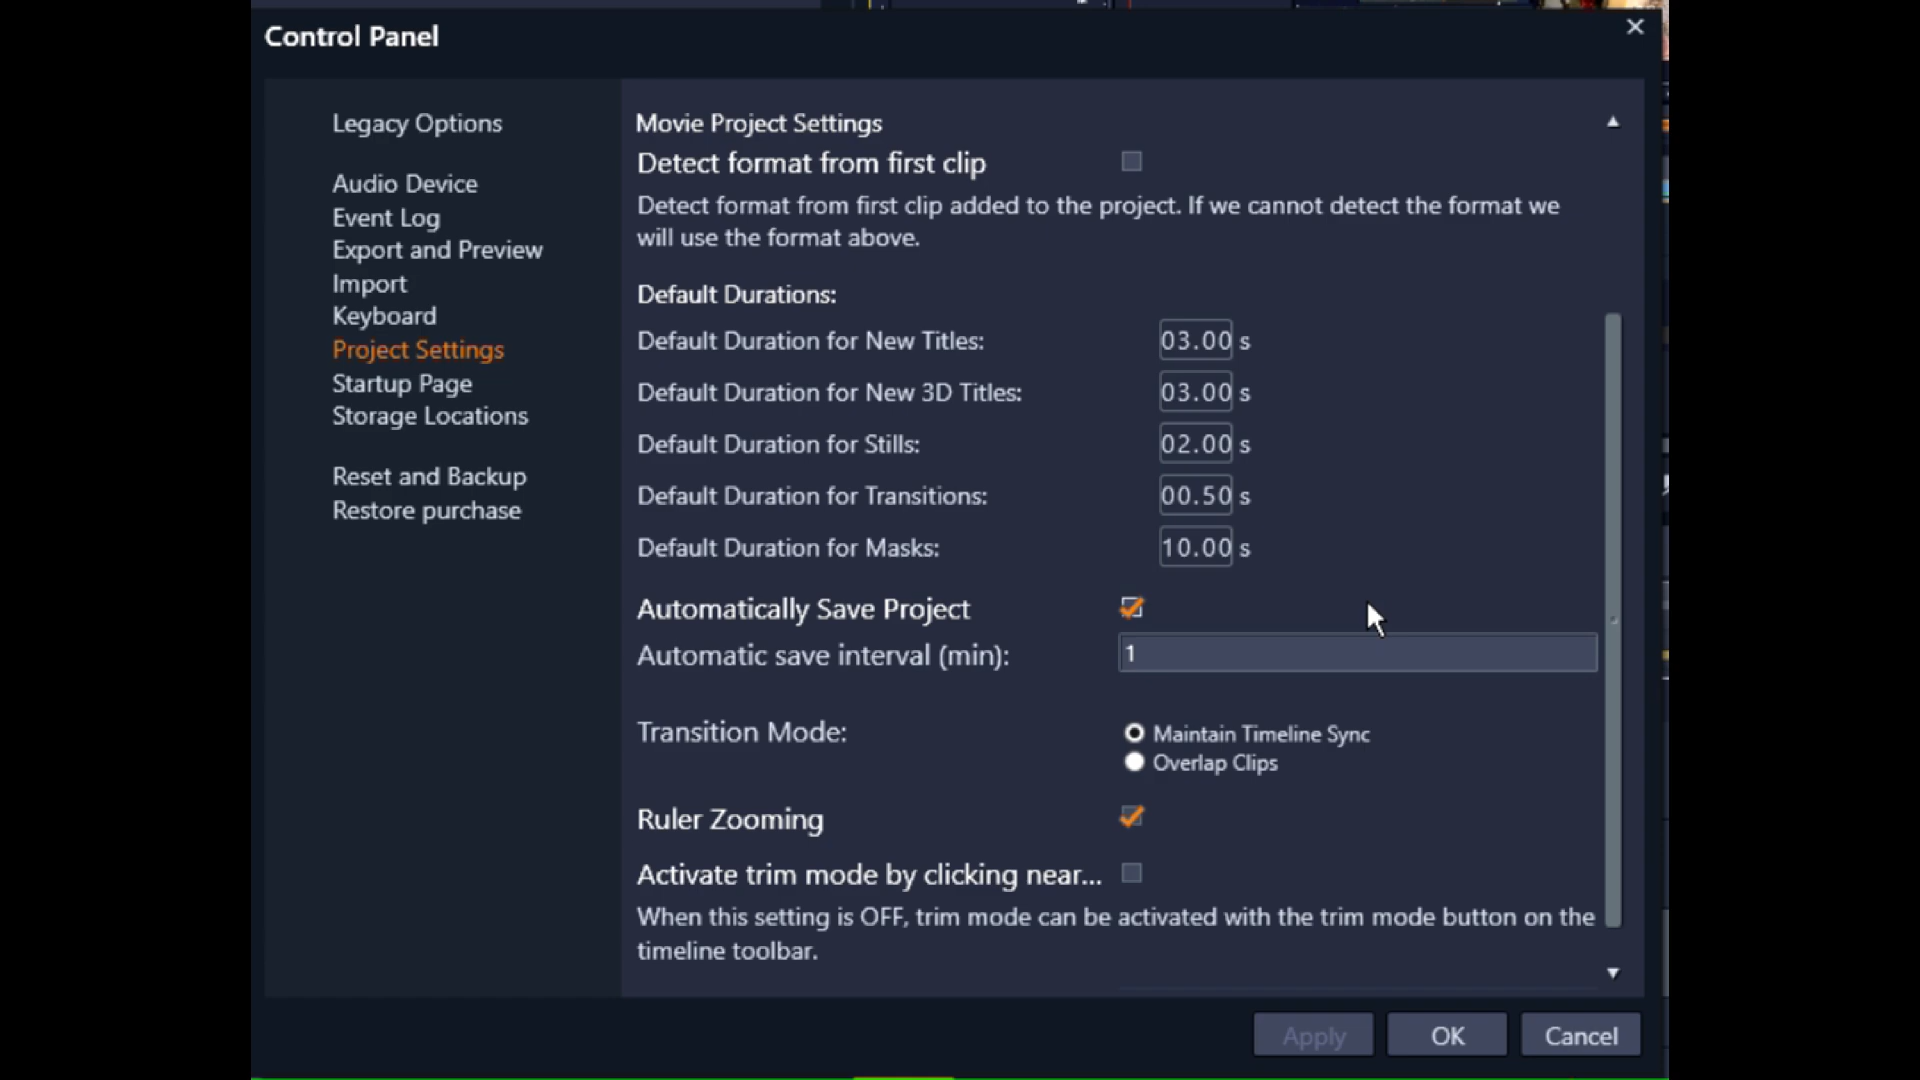 Control Panel
Legacy Options
Audio Device
Event Log
Export and Preview
Import
Keyboard
Project Settings
Startup Page
Storage Locations
Reset and Backup
Restore purchase
Movie Project Settings
Detect format from first clip
Detect format from first clip added to the project. If we cannot detect the format we
will use the format above.
Default Durations:
Default Duration for New Titles: 03.00 s
Default Duration for New 3D Titles: 03.00 s
Default Duration for Stills: 02.00 s
Default Duration for Transitions: 00.50 s
Default Duration for Masks: 10.00 s
Automatically Save Project
Automatic save interval (min): 1
Transition Mode: Maintain Timeline Sync
Overlap Clips
Ruler Zooming
Activate trim mode by clicking near...
When this setting is OFF, trim mode can be activated with the trim mode button on the
timeline toolbar.
Apply OK Cancel